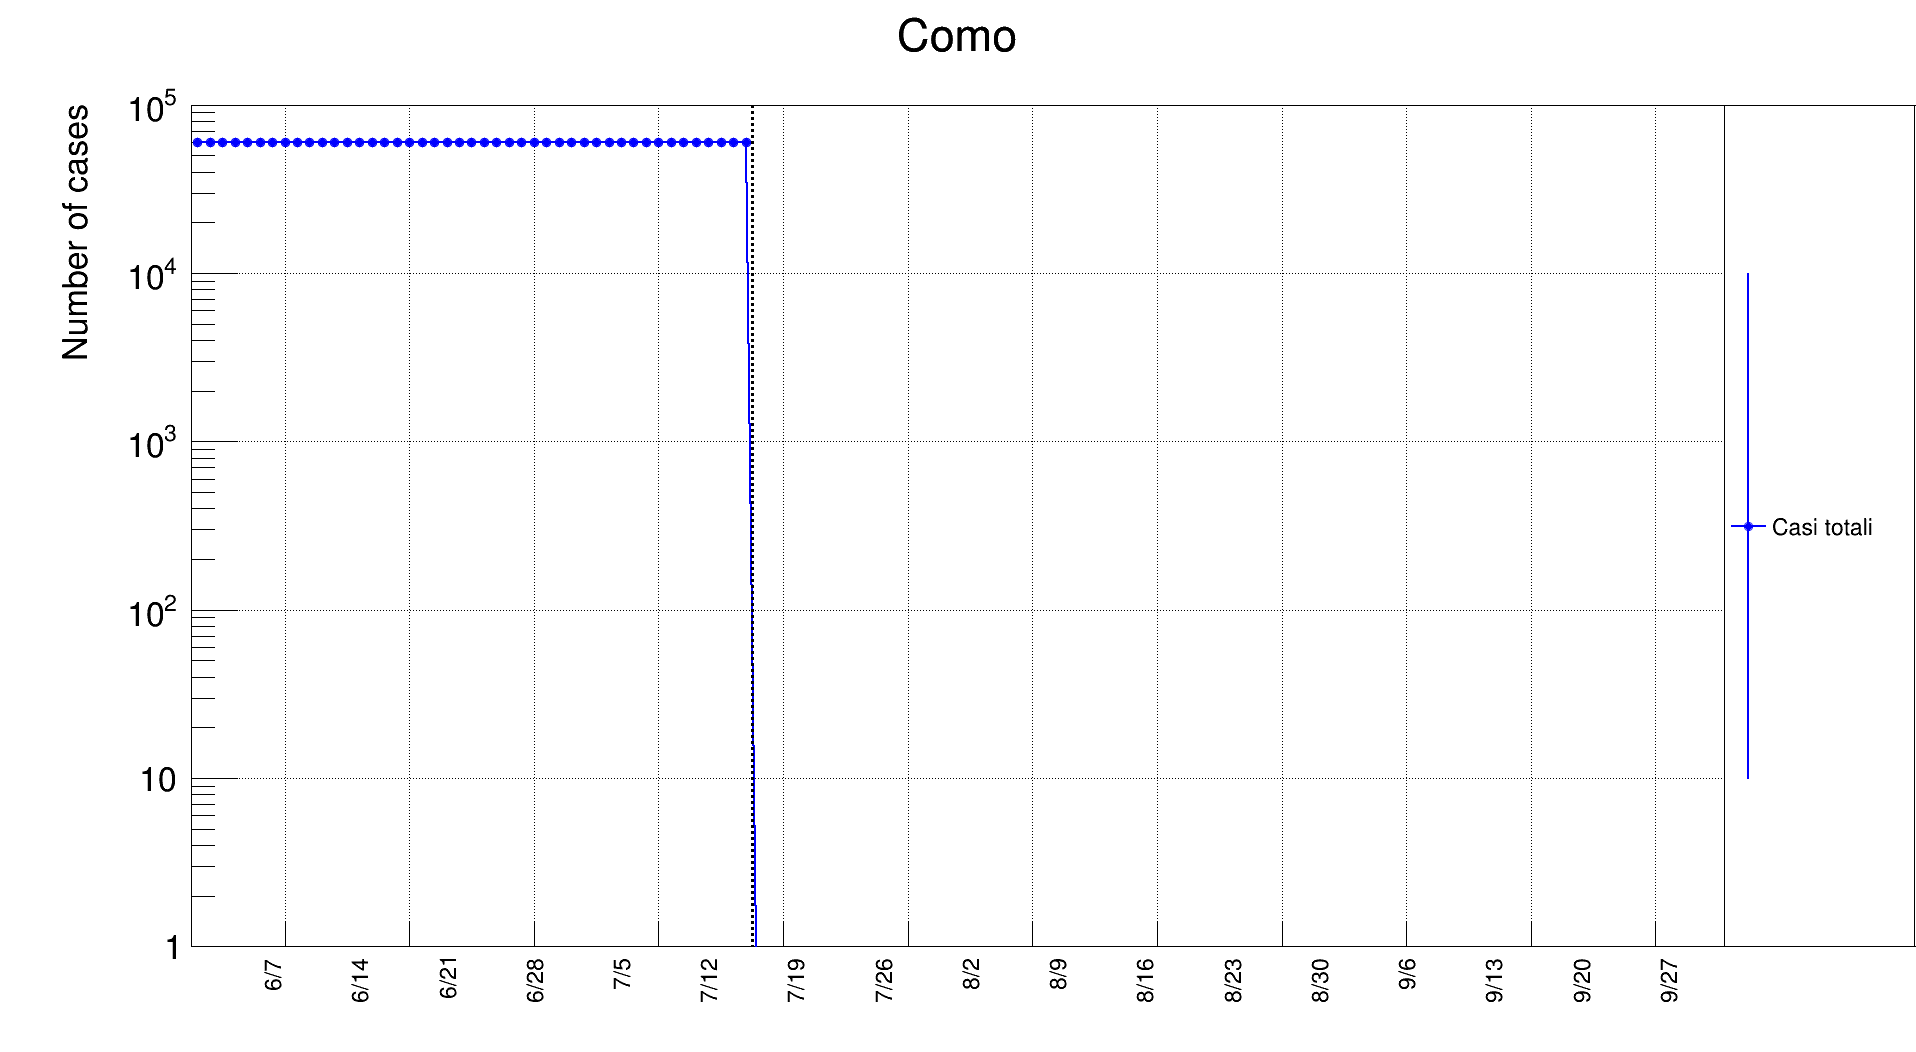 Como
Number of cases
10^5
10^4
10^3
10^2
10
1
6/7 6/14 6/21 6/28 7/5 7/12 7/19 7/26 8/2 8/9 8/16 8/23 8/30 9/6 9/13 9/20 9/27
Casi totali